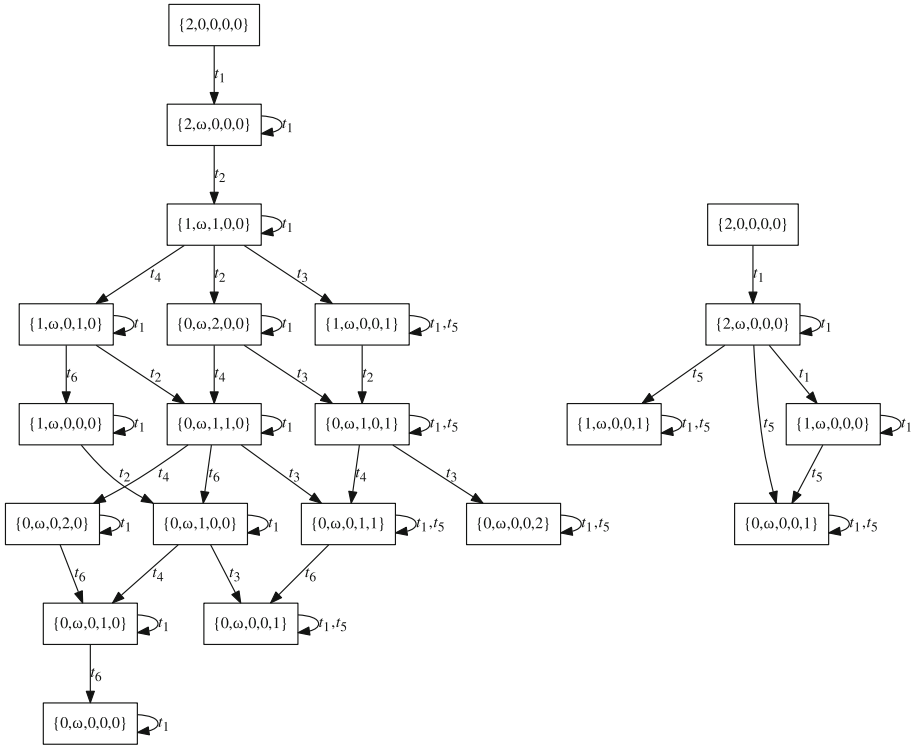 {2,0,0,0,0}
t₁
{2,ω,0,0,0} t₁
t₂
{1,ω,1,0,0} t₁
t₄ t₂ t₃
{1,ω,0,1,0} t₁ {0,ω,2,0,0} t₁ {1,ω,0,0,1} t₁,t₅
t₆ t₂ t₄ t₃ t₂
{1,ω,0,0,0} t₁ {0,ω,1,1,0} t₁ {0,ω,1,0,1} t₁,t₅
t₂ t₄ t₆ t₃ t₄ t₃
{0,ω,0,2,0} t₁ {0,ω,1,0,0} t₁ {0,ω,0,1,1} t₁,t₅ {0,ω,0,0,2} t₁,t₅
t₆ t₄ t₃ t₆
{0,ω,0,1,0} t₁ {0,ω,0,0,1} t₁,t₅
t₆
{0,ω,0,0,0} t₁
{2,0,0,0,0}
t₁
{2,ω,0,0,0} t₁
t₅ t₅ t₁
{1,ω,0,0,1} t₁,t₅ {1,ω,0,0,0} t₁
t₅
{0,ω,0,0,1} t₁,t₅